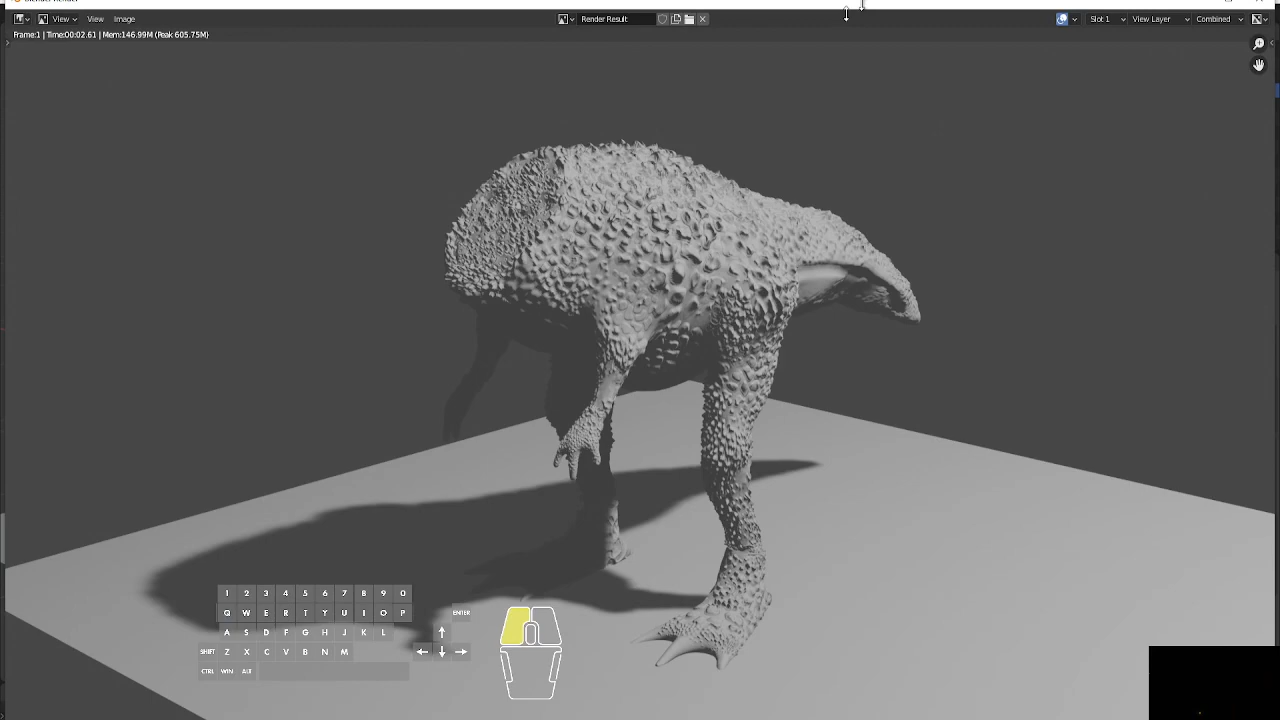 View View Image Render Result Slot 1 View Layer Combined
Frame:1 | Time:00:02.61 | Mem:146.99M (Peak 605.75M)
1 2 3 4 5 6 7 8 9 0
Q W E R T Y U I O P ENTER
A S D F G H J K L
SHIFT Z X C V B N M
CTRL WIN ALT